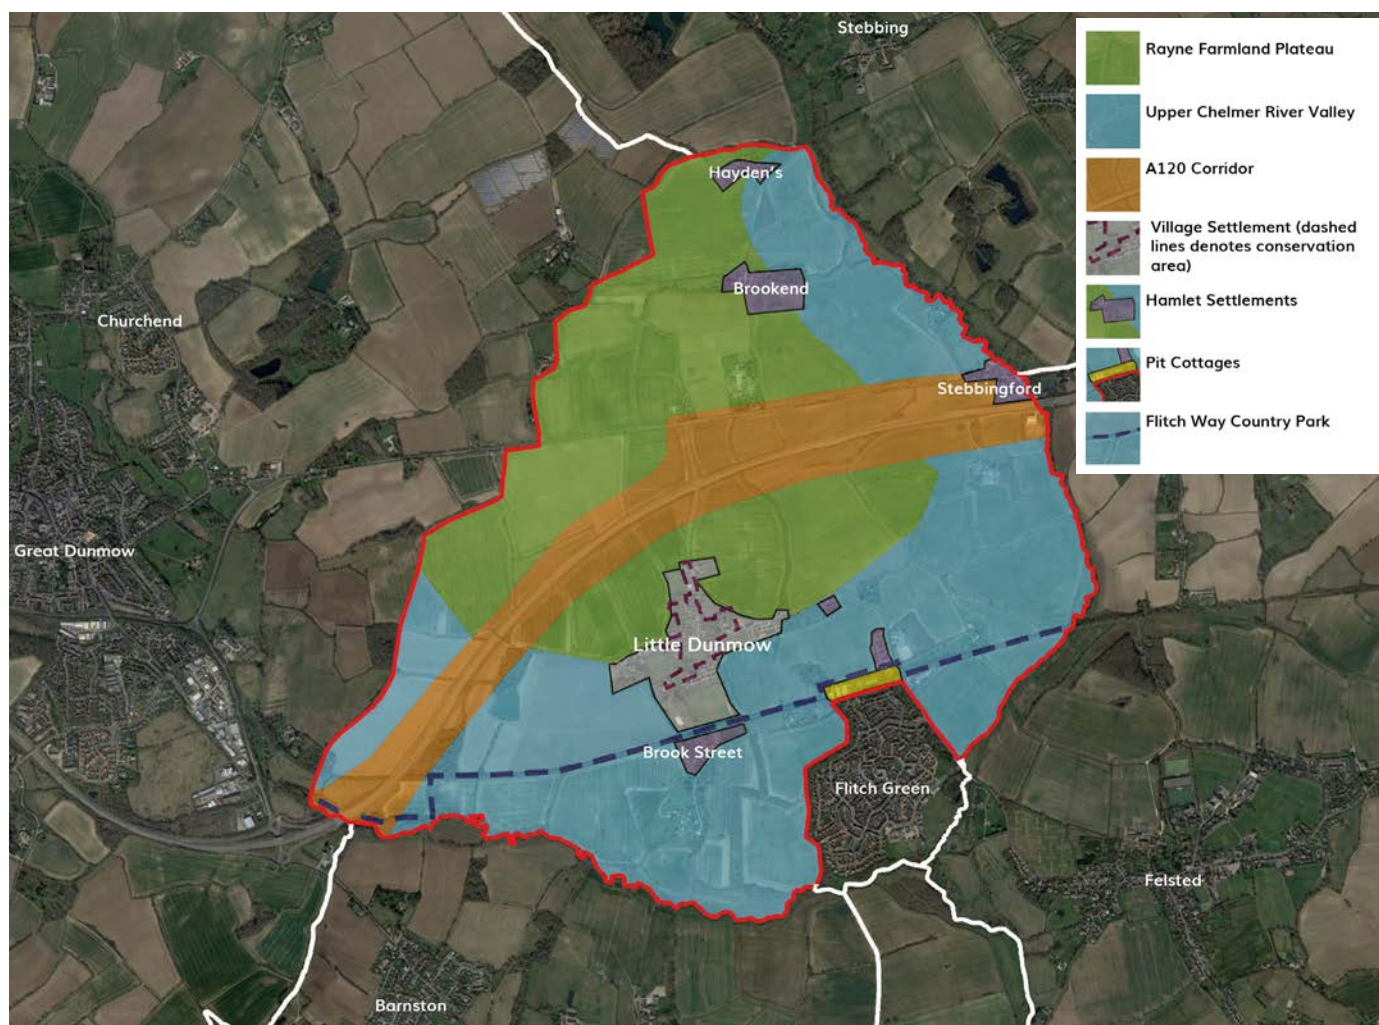 Stebbing
Hayden's
Brookend
Churchend
Stebbingford
Great Dunmow
Little Dunmow
Brook Street
Flitch Green
Felsted
Barnston
Rayne Farmland Plateau
Upper Chelmer River Valley
A120 Corridor
Village Settlement (dashed
lines denotes conservation
area)
Hamlet Settlements
Pit Cottages
Flitch Way Country Park